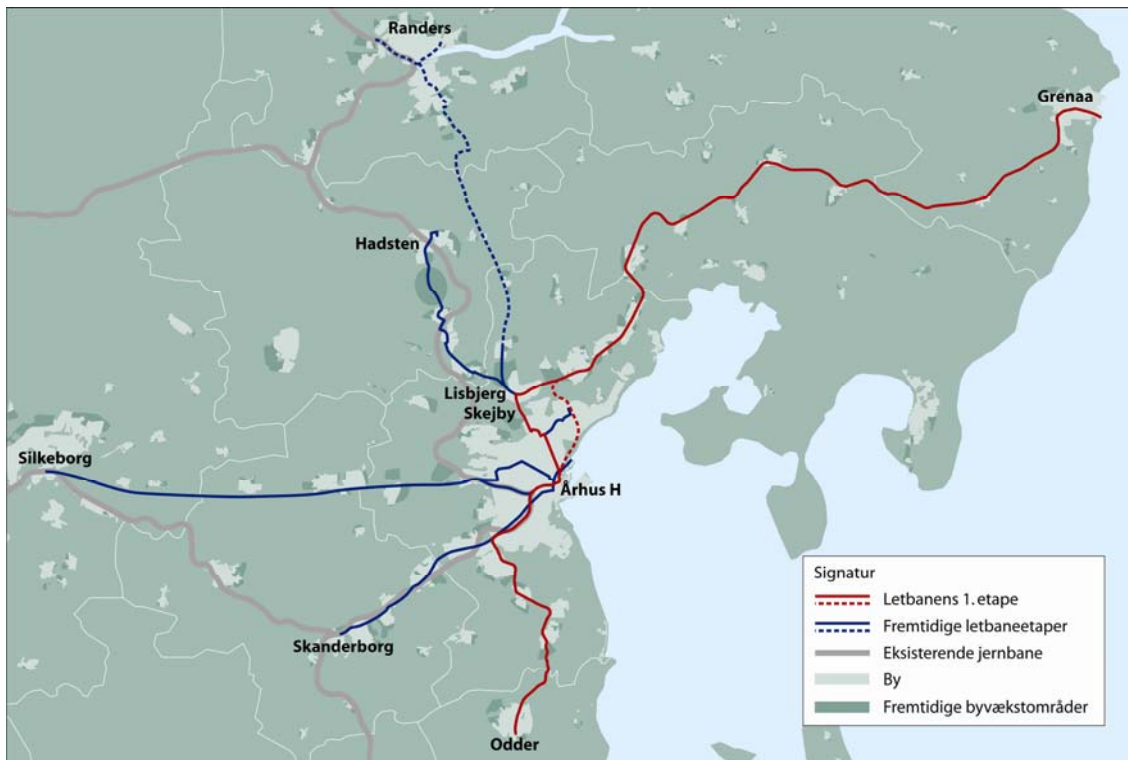 Randers
Grenaa
Hadsten
Lisbjerg
Skejby
Silkeborg
Århus H
Skanderborg
Odder
Signatur
Letbanens 1. etape
Fremtidige letbaneetaper
Eksisterende jernbane
By
Fremtidige byvækstområder